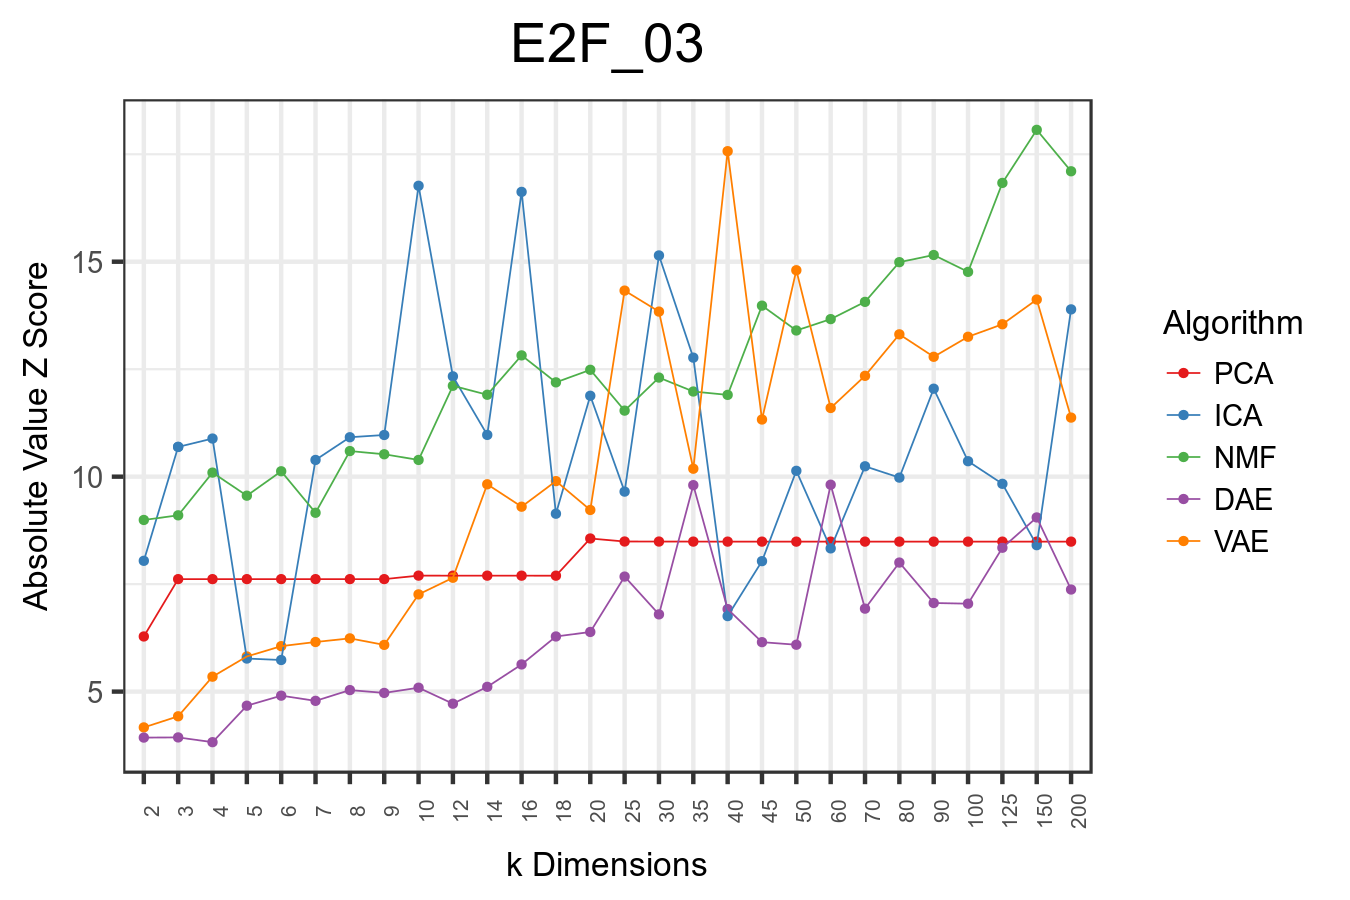 E2F_03
Absolute Value Z Score
15
10
5
2 3 4 5 6 7 8 9 10 12 14 16 18 20 25 30 35 40 45 50 60 70 80 90 100 125 150 200
k Dimensions
Algorithm
PCA
ICA
NMF
DAE
VAE